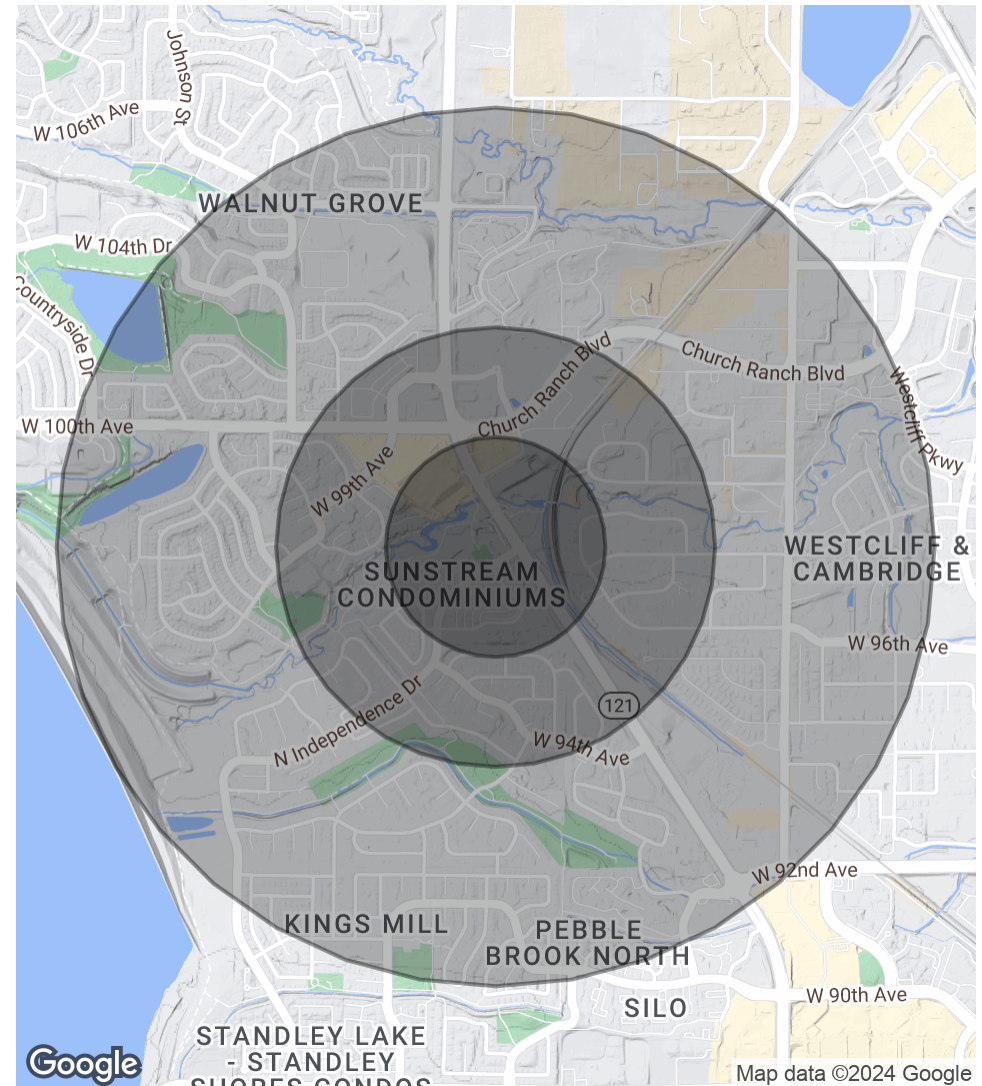 Johnson St
W 106th Ave
WALNUT GROVE
W 104th Dr
Countryside Dr
Church Ranch Blvd
Church Ranch Blvd
Westcliff Pkwy
W 100th Ave
W 99th Ave
WESTCLIFF &
CAMBRIDGE
SUNSTREAM
CONDOMINIUMS
W 96th Ave
N Independence Dr
121
W 94th Ave
W 92nd Ave
KINGS MILL
PEBBLE
BROOK NORTH
W 90th Ave
SILO
STANDLEY LAKE
- STANDLEY
SHORES CONDOS
Google
Map data ©2024 Google